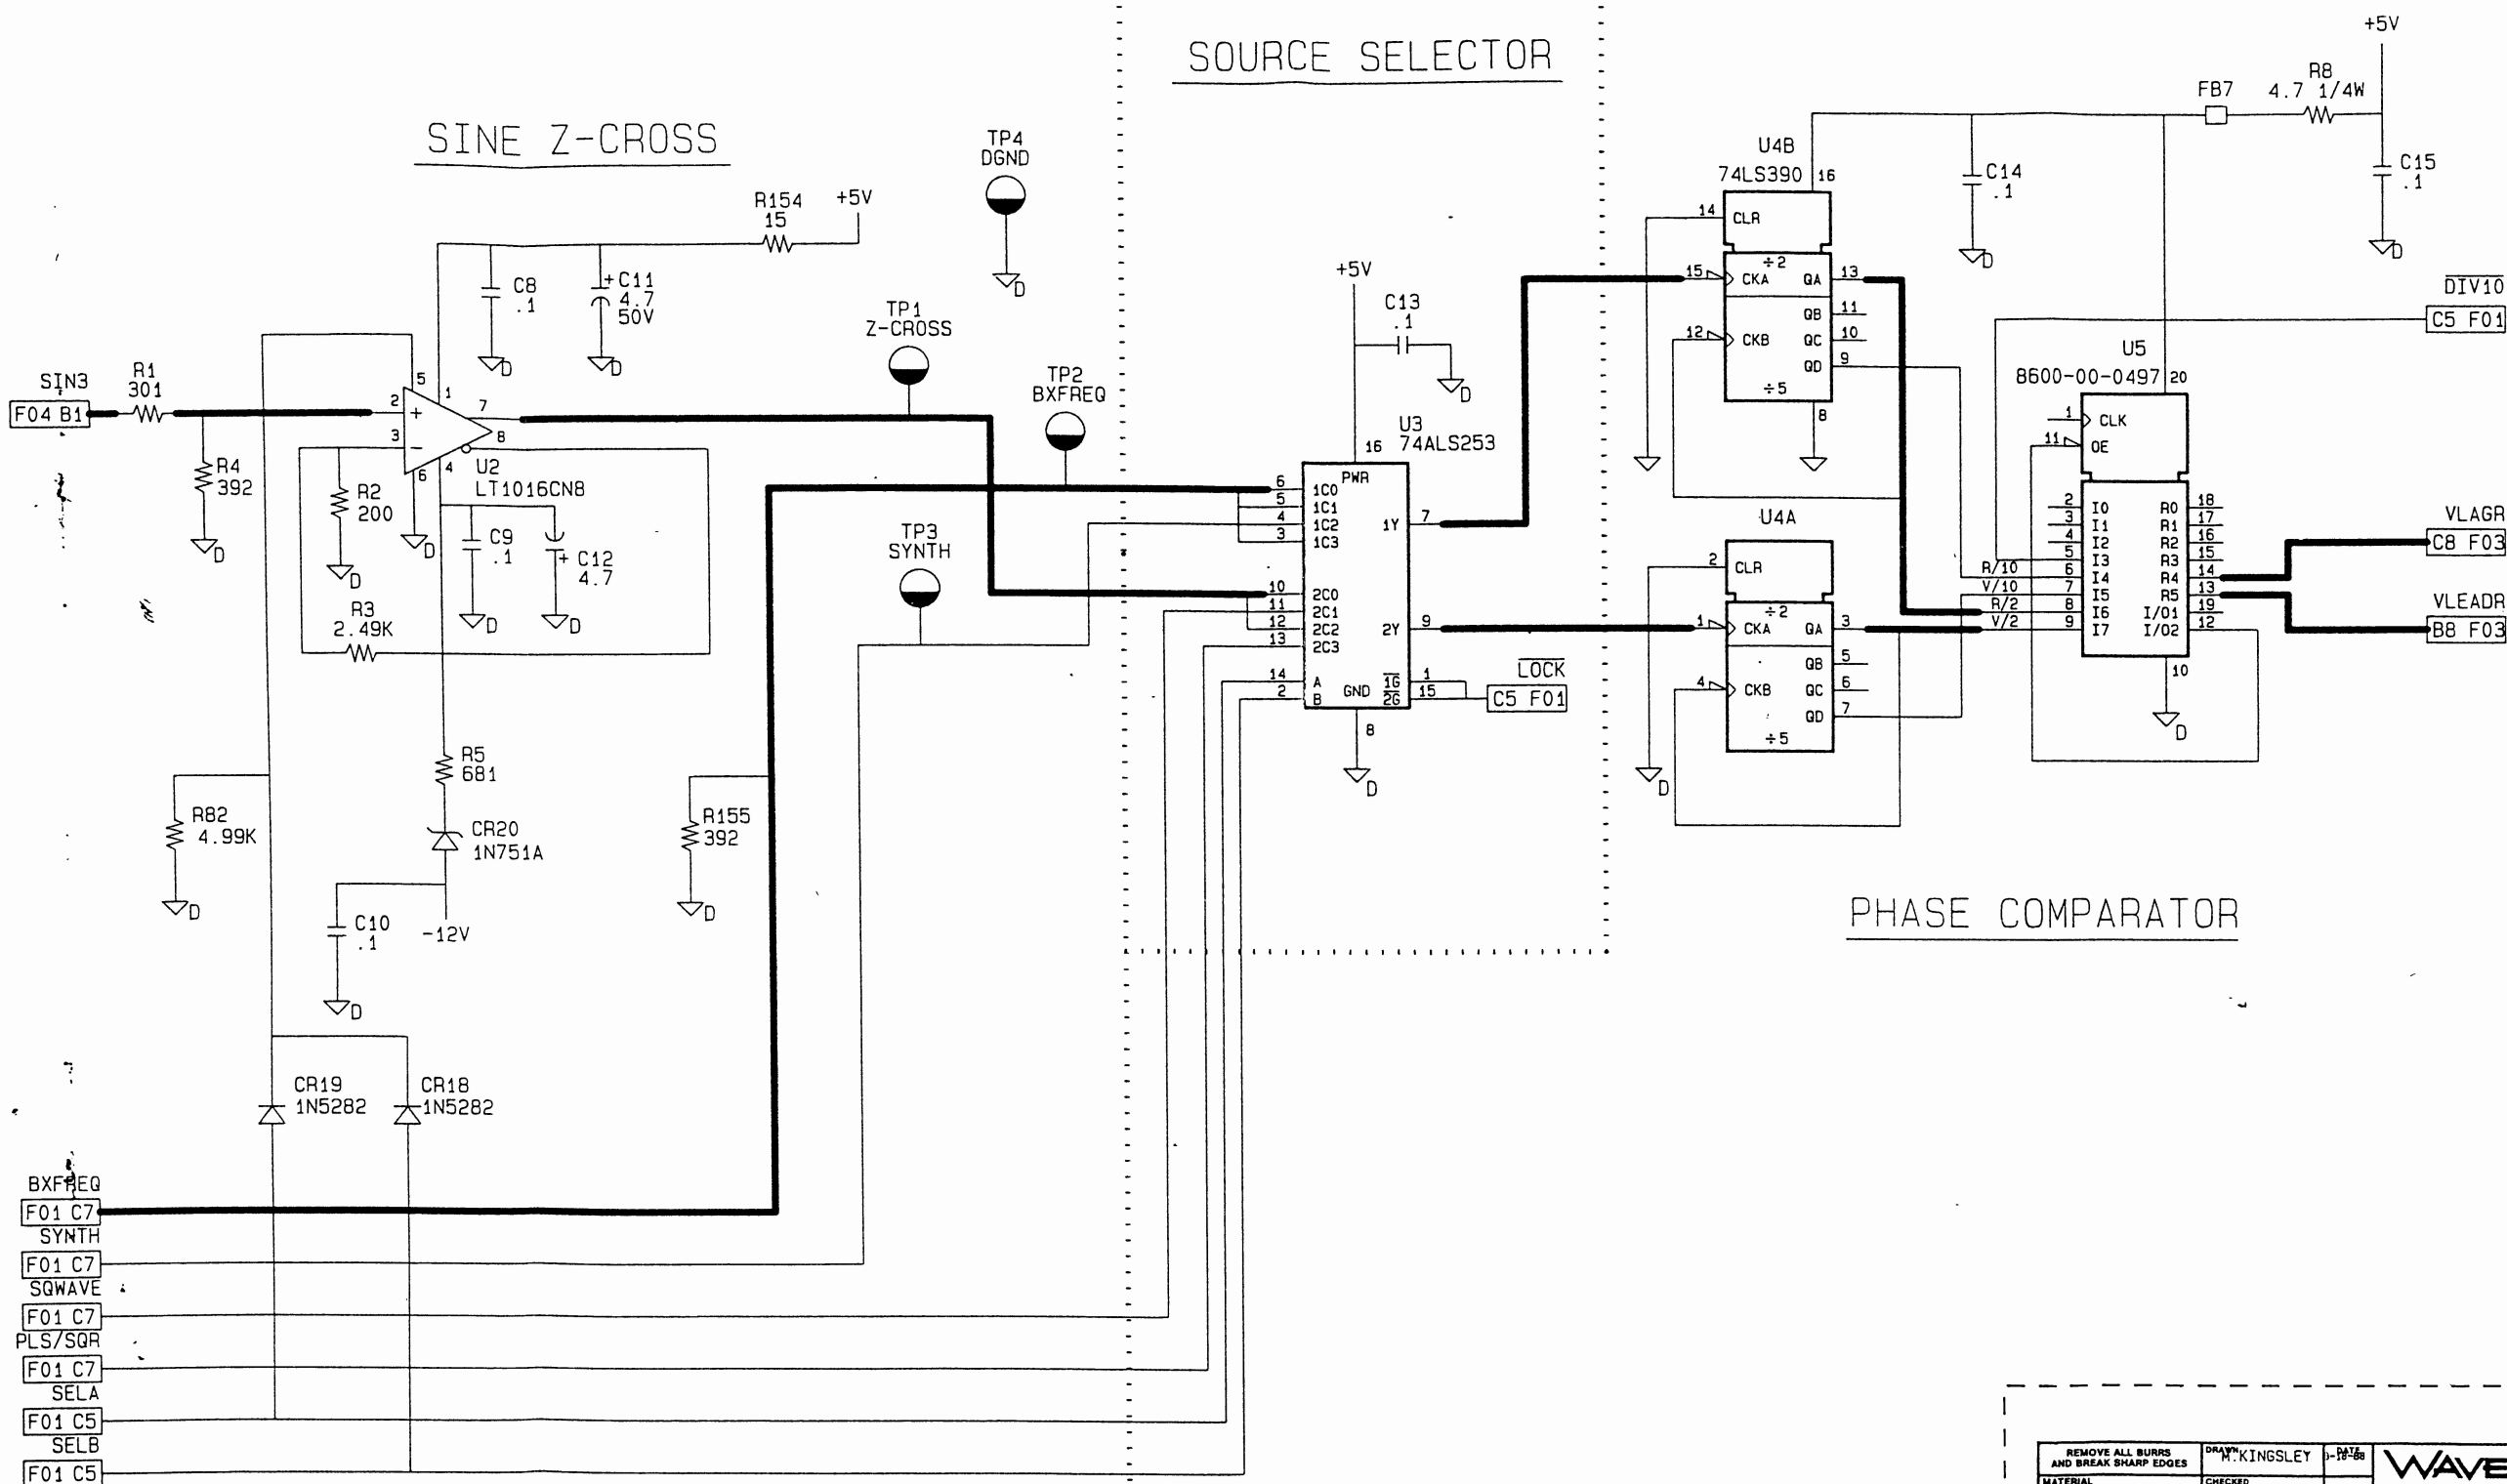 SINE Z-CROSS
SOURCE SELECTOR
PHASE COMPARATOR
R154
15
+5V
C8
.1
+ C11
4.7
50V
D
D
TP4
DGND
D
TP1
Z-CROSS
TP2
BXFREQ
TP3
SYNTH
SIN3
F04 B1
R1
301
R4
392
D
R2
200
D
R3
2.49K
2 +
3 -
5
1
7
8
4
6
D
U2
LT1016CN8
C9
.1
D
+ C12
4.7
D
R5
681
CR20
1N751A
C10
.1
D
-12V
R82
4.99K
D
R155
392
D
CR19
1N5282
CR18
1N5282
BXFREQ
F01 C7
SYNTH
F01 C7
SQWAVE
F01 C7
PLS/SQR
F01 C7
SELA
F01 C5
SELB
F01 C5
+5V
C13
.1
D
U3
74ALS253
16
PWR
6 1C0
5 1C1
4 1C2
3 1C3
1Y 7
10 2C0
11 2C1
12 2C2
13 2C3
2Y 9
14 A
2 B
GND
1G 1
2G 15
8
D
LOCK
C5 F01
U4B
74LS390
16
14 CLR
÷2
15 CKA QA 13
QB 11
12 CKB QC 10
QD 9
÷5
8
U4A
2 CLR
÷2
1 CKA QA 3
QB 5
4 CKB QC 6
QD 7
÷5
D
+5V
FB7
R8
4.7 1/4W
C14
.1
D
C15
.1
D
DIV10
C5 F01
U5
8600-00-0497
20
1 CLK
11 OE
2 I0 R0 18
3 I1 R1 17
4 I2 R2 16
5 I3 R3 15
R/10 6 I4 R4 14
V/10 7 I5 R5 13
R/2 8 I6 I/O1 19
V/2 9 I7 I/O2 12
10
D
VLAGR
C8 F03
VLEADR
B8 F03
REMOVE ALL BURRS
AND BREAK SHARP EDGES
DRAWN
M.KINGSLEY
DATE
MATERIAL
CHECKED
WAVE